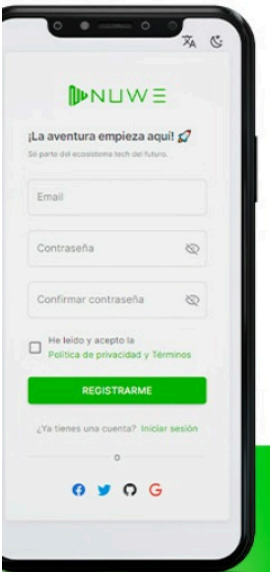 NUWE
¡La aventura empieza aquí! 🚀
Sé parte del ecosistema tech del futuro.
Email
Contraseña
Confirmar contraseña
He leído y acepto la
Política de privacidad y Términos
REGISTRARME
¿Ya tienes una cuenta? Iniciar sesión
o